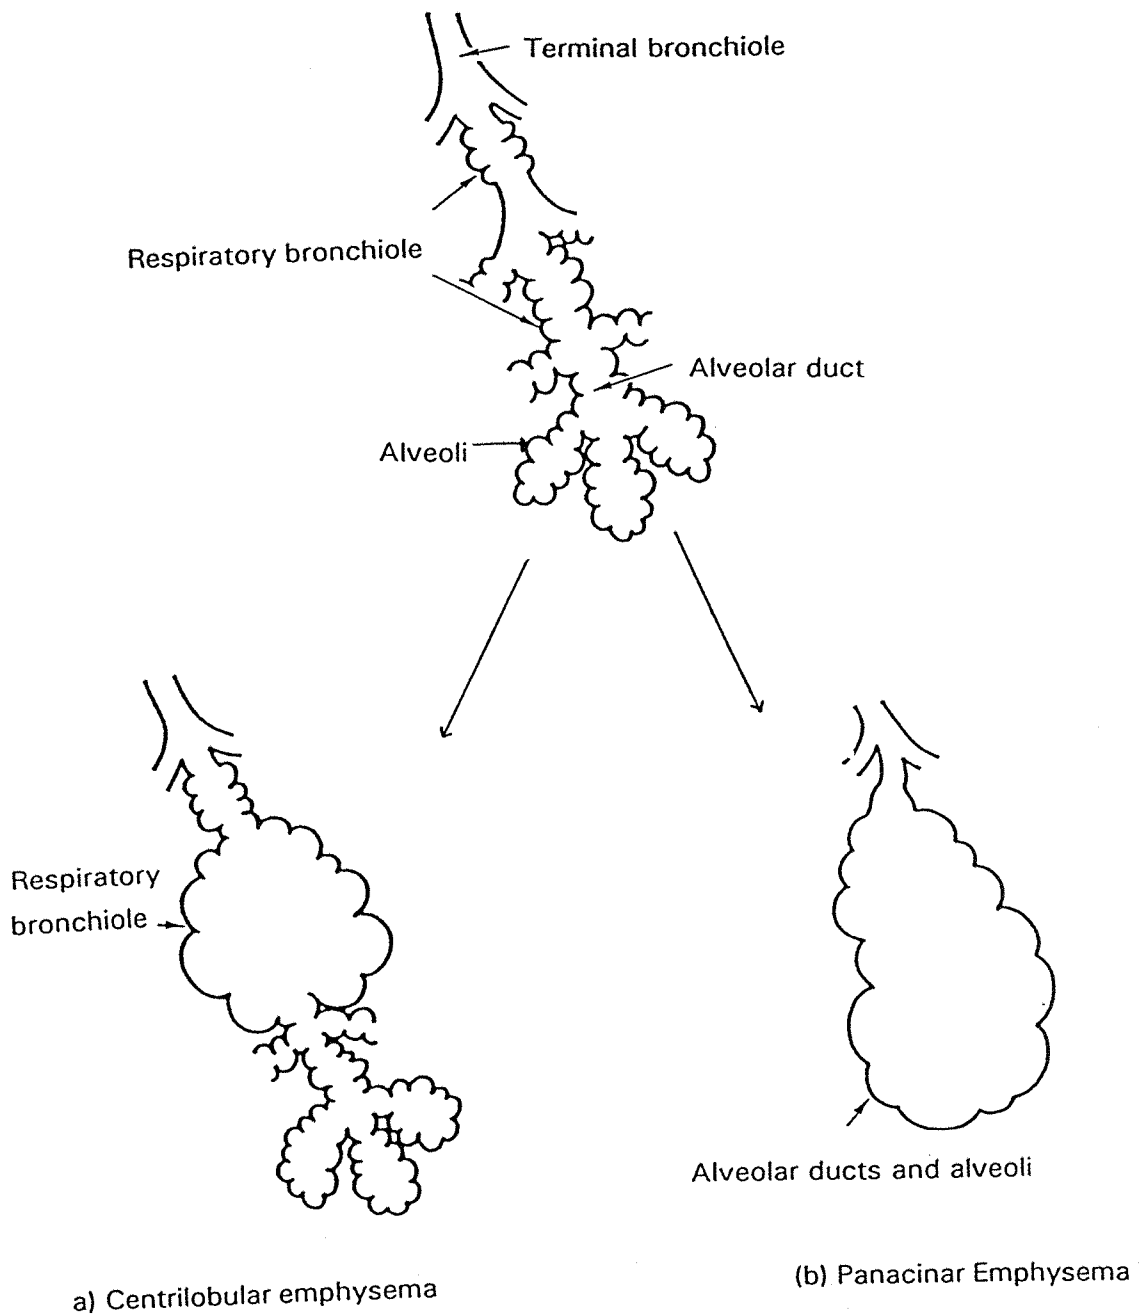 Terminal bronchiole
Respiratory bronchiole
Alveolar duct
Alveoli
Respiratory
bronchiole
Alveolar ducts and alveoli
a) Centrilobular emphysema
(b) Panacinar Emphysema